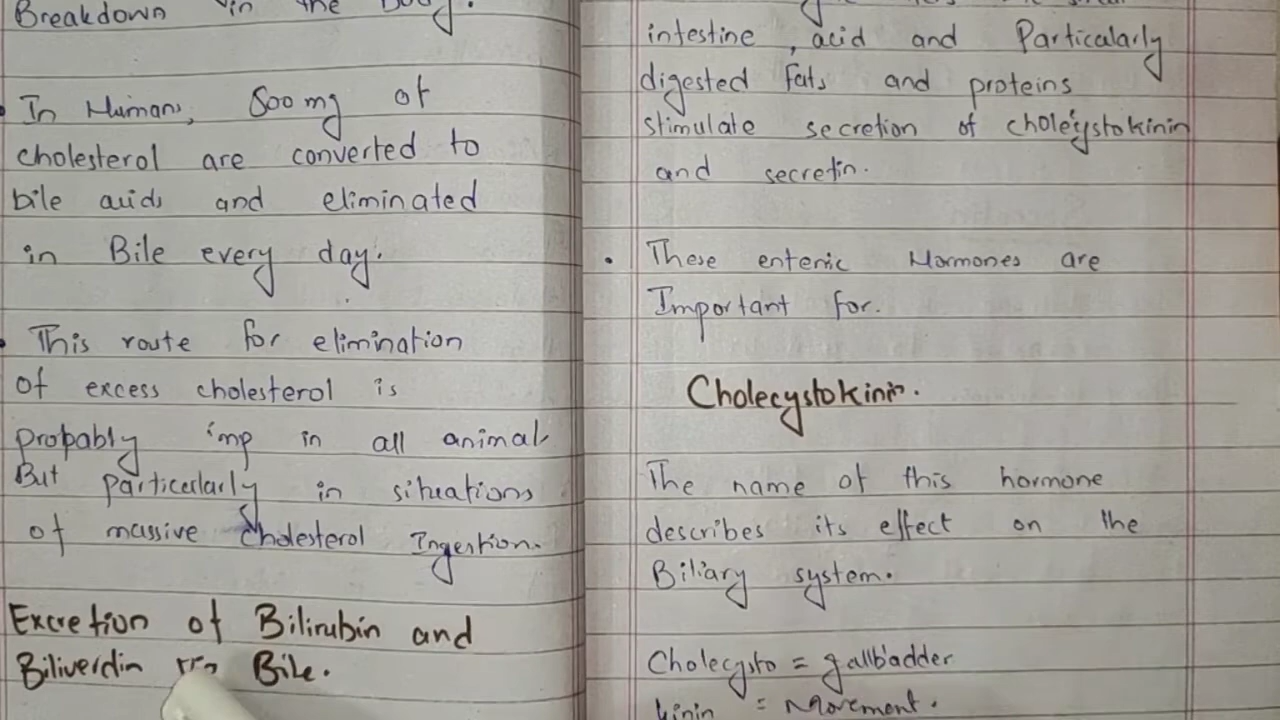 Breakdown in the Body.
In Humans, 500 mg of
cholesterol are converted to
bile acids and eliminated
in Bile every day.
This route for elimination
of excess cholesterol is
probably imp in all animal
But particularly in situations
of massive cholesterol Ingestion.
Excretion of Bilirubin and
Biliverdin Bile.
intestine, acid and Particularly
digested Fats and proteins
stimulate secretion of cholecystokinin
and secretin.
These enteric Hormones are
Important for.
Cholecystokinin.
The name of this hormone
describes its effect on the
Biliary system.
Cholecysto = gallbadder
kinin = Movement.